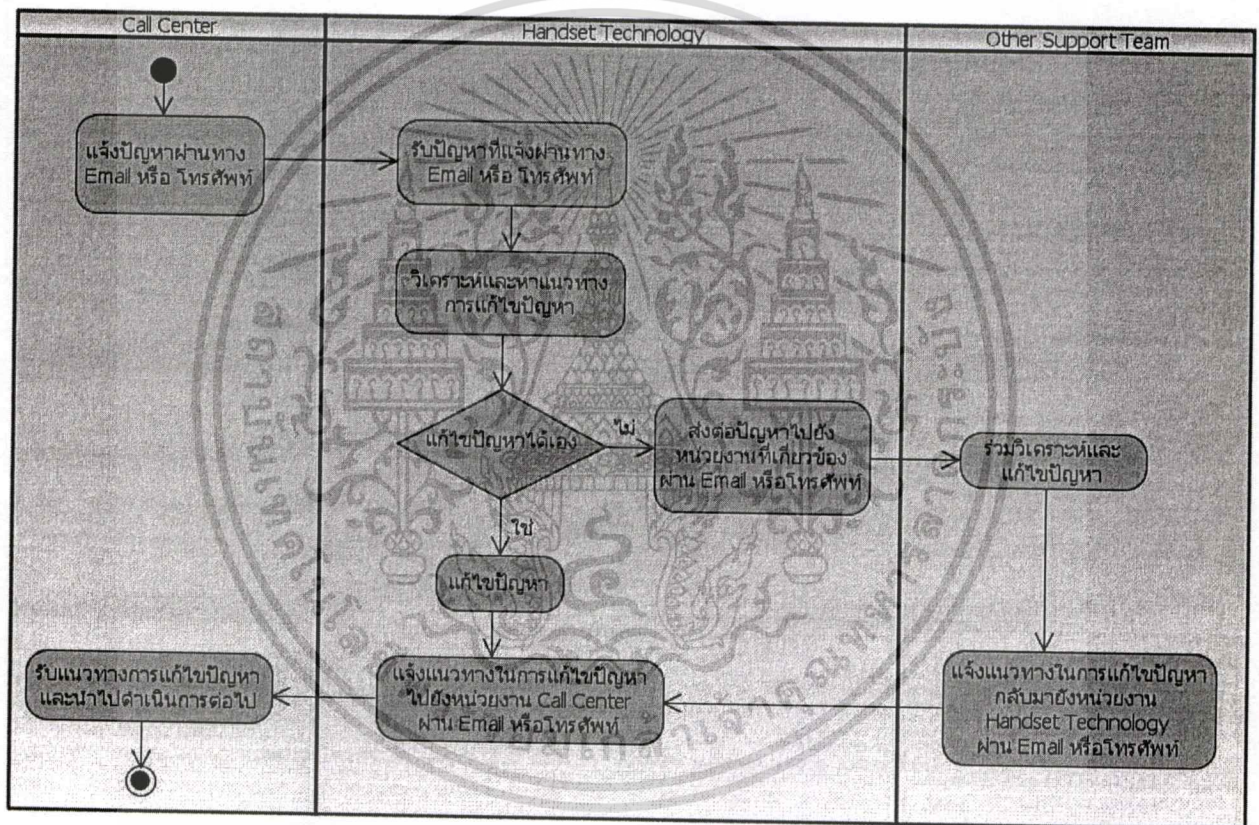 Call Center
Handset Technology
Other Support Team
แจ้งปัญหาผ่านทาง
Email หรือ โทรศัพท์
รับปัญหาที่แจ้งผ่านทาง
Email หรือ โทรศัพท์
วิเคราะห์และหาแนวทาง
การแก้ไขปัญหา
แก้ไขปัญหาได้เอง
ไม่
ส่งต่อปัญหาไปยัง
หน่วยงานที่เกี่ยวข้อง
ผ่าน Email หรือโทรศัพท์
ร่วมวิเคราะห์และ
แก้ไขปัญหา
ใช่
แก้ไขปัญหา
รับแนวทางการแก้ไขปัญหา
และนำไปดำเนินการต่อไป
แจ้งแนวทางในการแก้ไขปัญหา
ไปยังหน่วยงาน Call Center
ผ่าน Email หรือโทรศัพท์
แจ้งแนวทางในการแก้ไขปัญหา
กลับมายังหน่วยงาน
Handset Technology
ผ่าน Email หรือโทรศัพท์